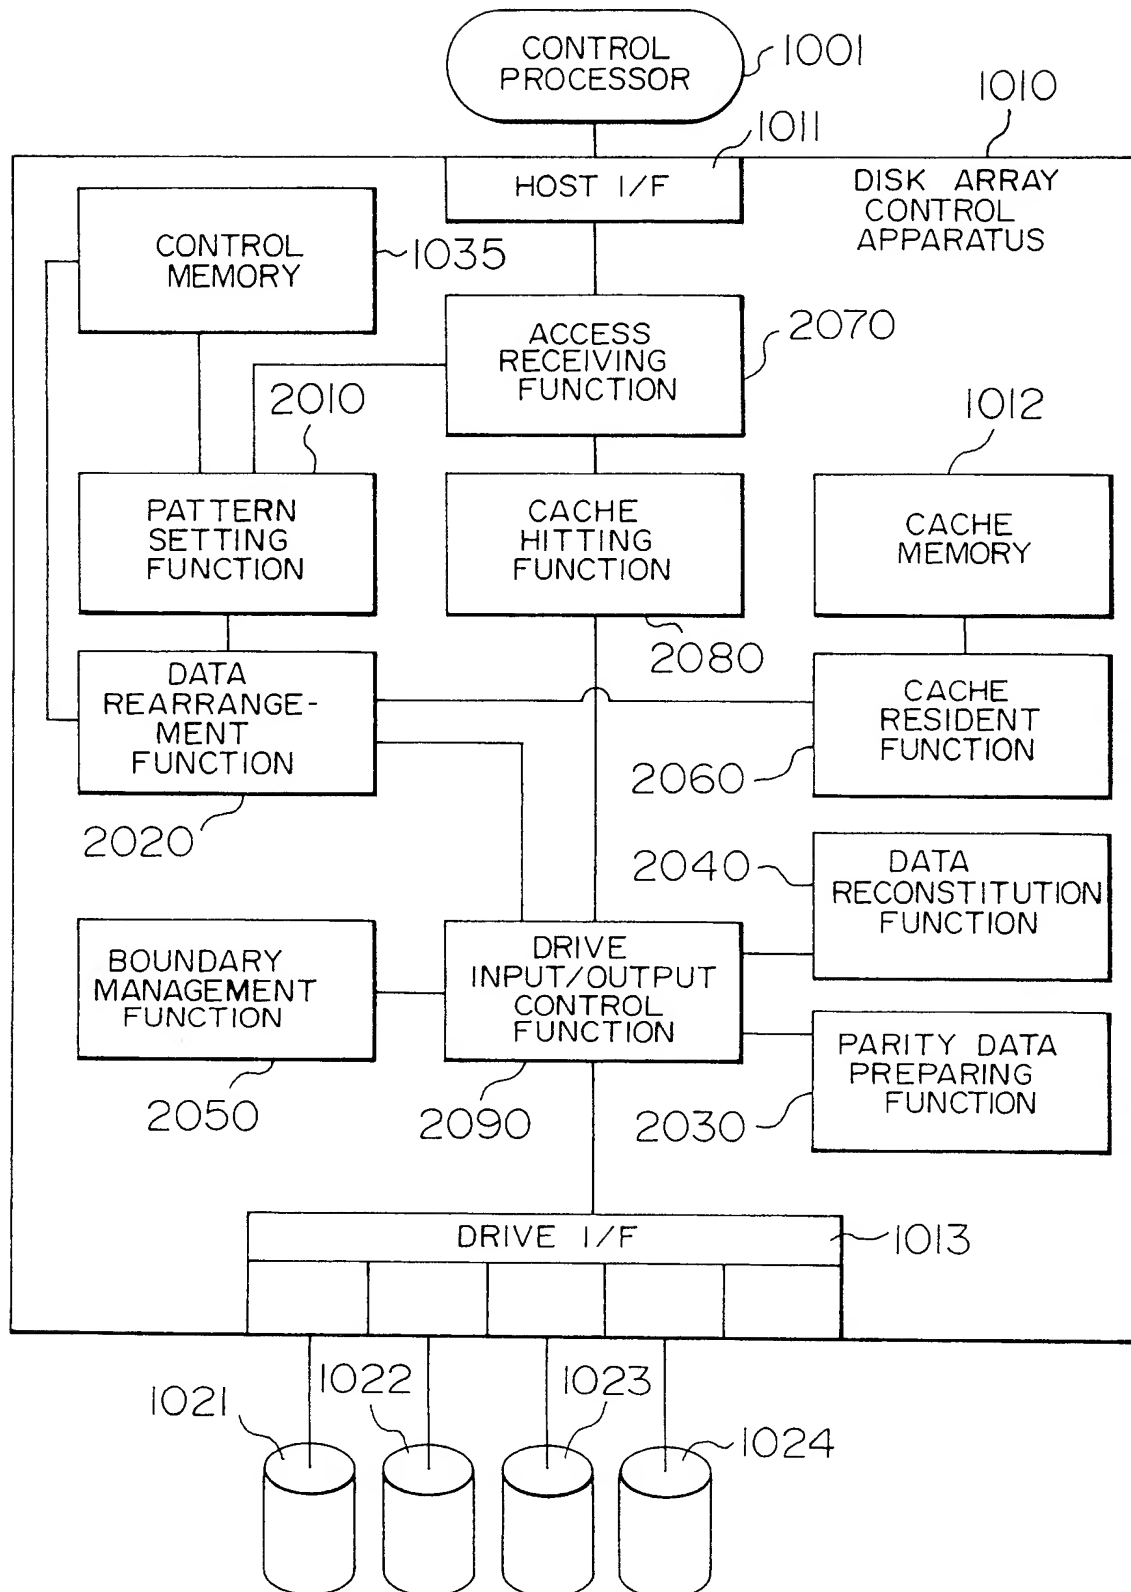 CONTROL
PROCESSOR
1001
1010
1011
HOST I/F
DISK ARRAY
CONTROL
APPARATUS
CONTROL
MEMORY
1035
ACCESS
RECEIVING
FUNCTION
2070
2010
1012
PATTERN
SETTING
FUNCTION
CACHE
HITTING
FUNCTION
CACHE
MEMORY
2080
DATA
REARRANGE-
MENT
FUNCTION
CACHE
RESIDENT
FUNCTION
2060
2020
2040
DATA
RECONSTITUTION
FUNCTION
BOUNDARY
MANAGEMENT
FUNCTION
DRIVE
INPUT/OUTPUT
CONTROL
FUNCTION
PARITY DATA
PREPARING
FUNCTION
2050
2090
2030
DRIVE I/F
1013
1021
1022
1023
1024